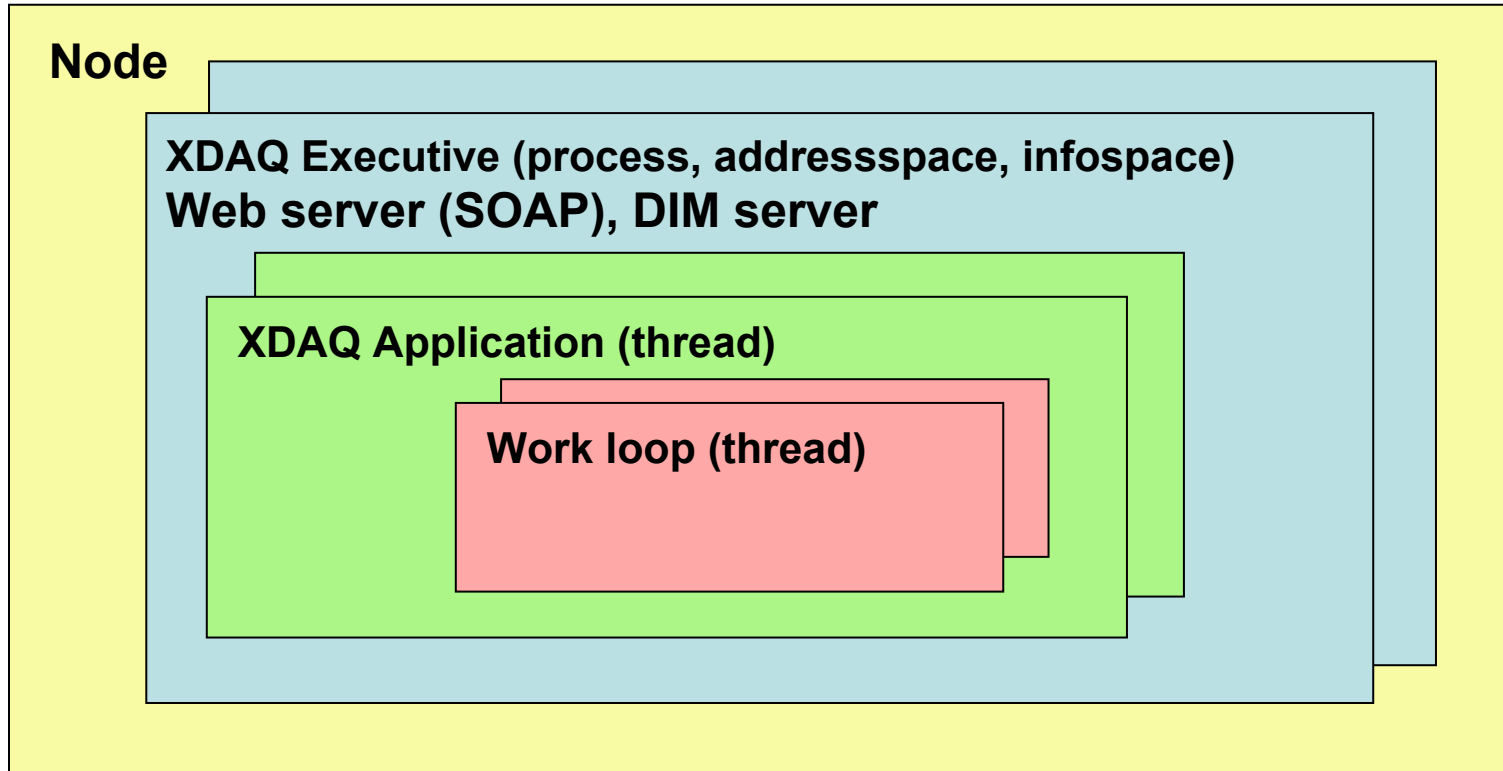 Node
XDAQ Executive (process, addressspace, infospace)
Web server (SOAP), DIM server
XDAQ Application (thread)
Work loop (thread)